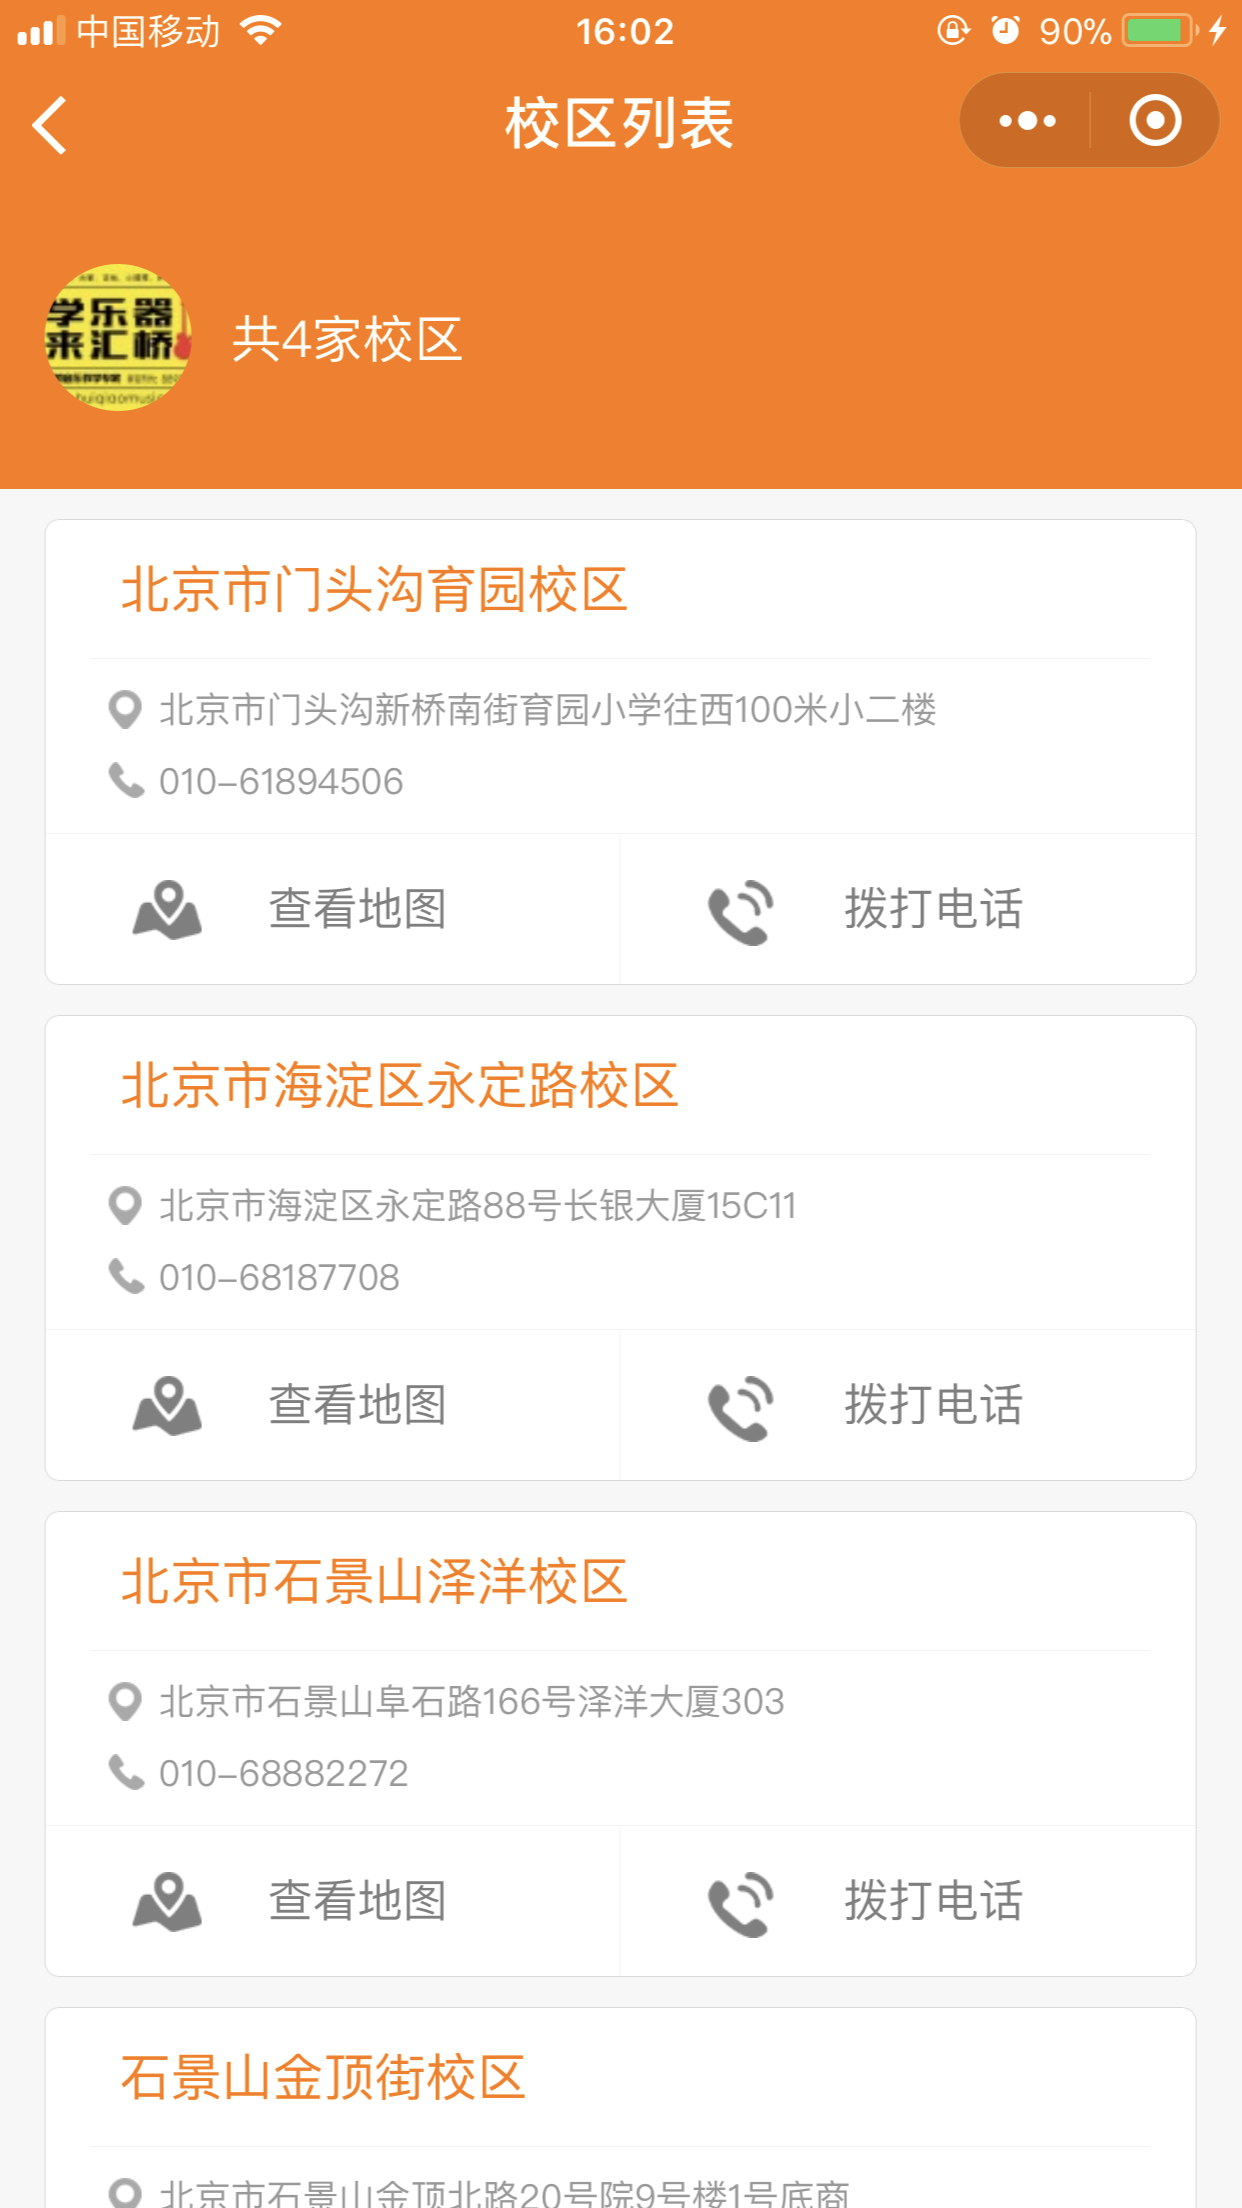 中国移动
16:02
90%
校区列表
学乐器
来汇桥
共4家校区
北京市门头沟育园校区
北京市门头沟新桥南街育园小学往西100米小二楼
010-61894506
查看地图
拨打电话
北京市海淀区永定路校区
北京市海淀区永定路88号长银大厦15C11
010-68187708
查看地图
拨打电话
北京市石景山泽洋校区
北京市石景山阜石路166号泽洋大厦303
010-68882272
查看地图
拨打电话
石景山金顶街校区
北京市石景山金顶北路20号院9号楼1号底商